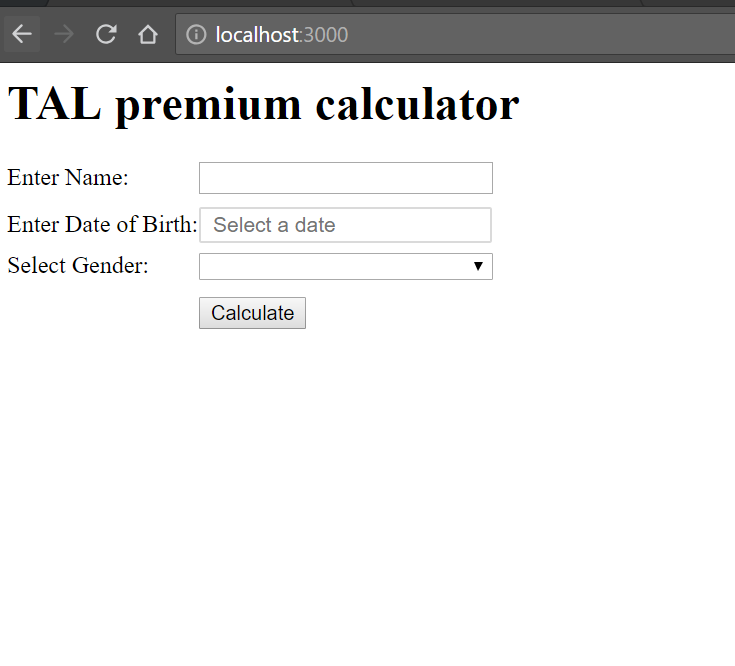 localhost:3000
TAL premium calculator
Enter Name:
Enter Date of Birth: Select a date
Select Gender:
Calculate